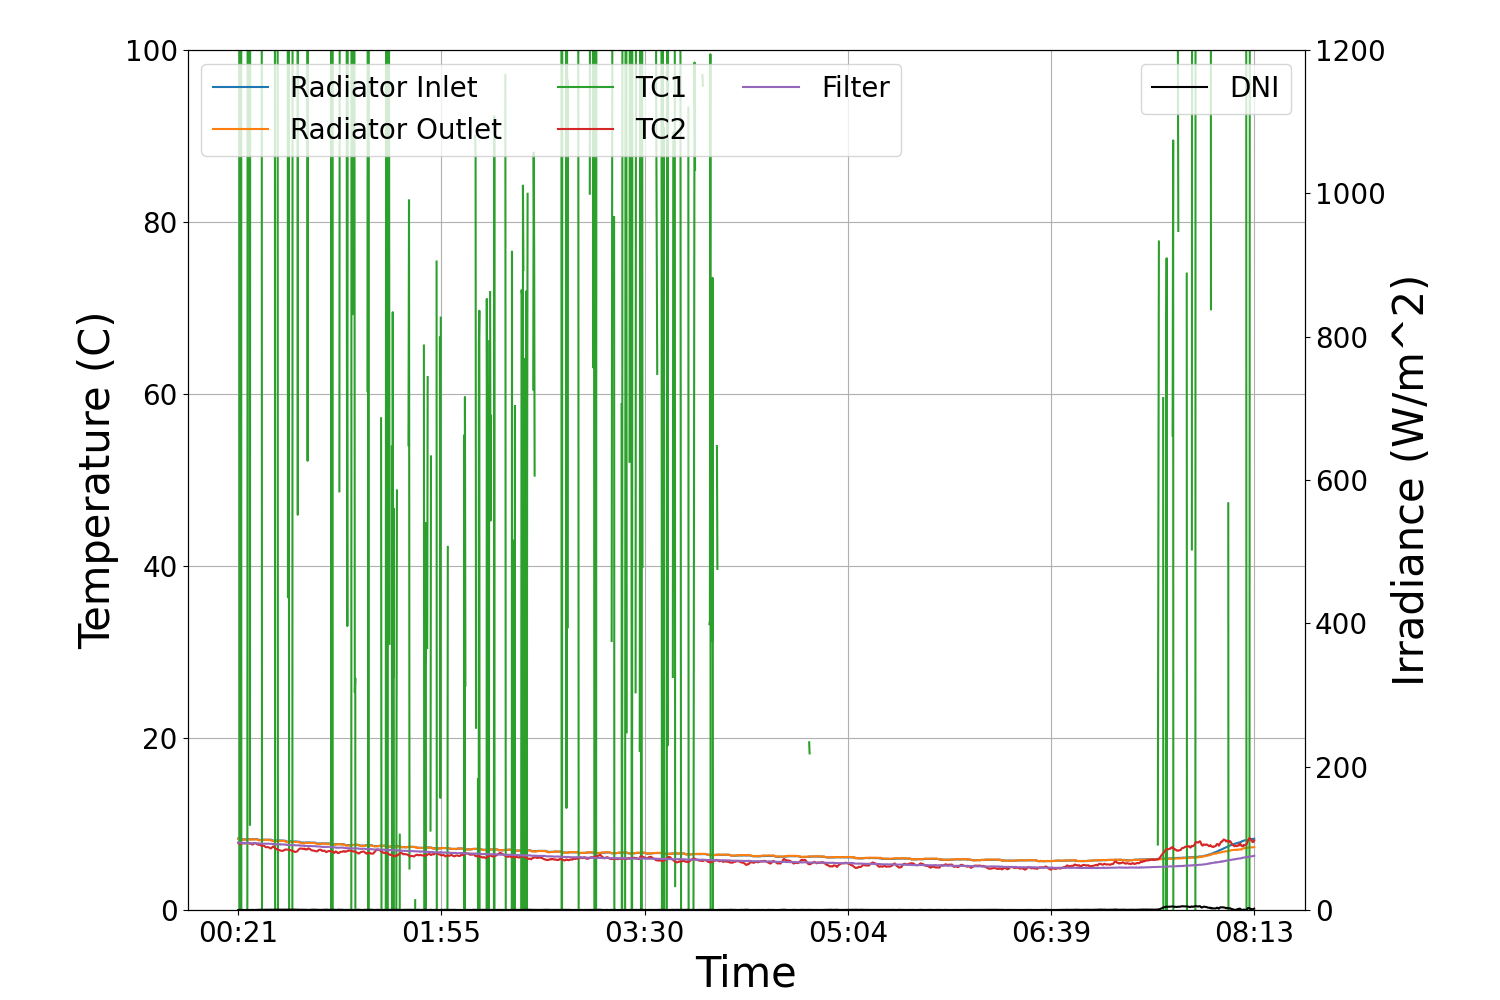 100
80
60
40
20
0
Temperature (C)
Radiator Inlet
Radiator Outlet
TC1
TC2
Filter
DNI
1200
1000
800
600
400
200
0
Irradiance (W/m^2)
00:21 01:55 03:30 05:04 06:39 08:13
Time